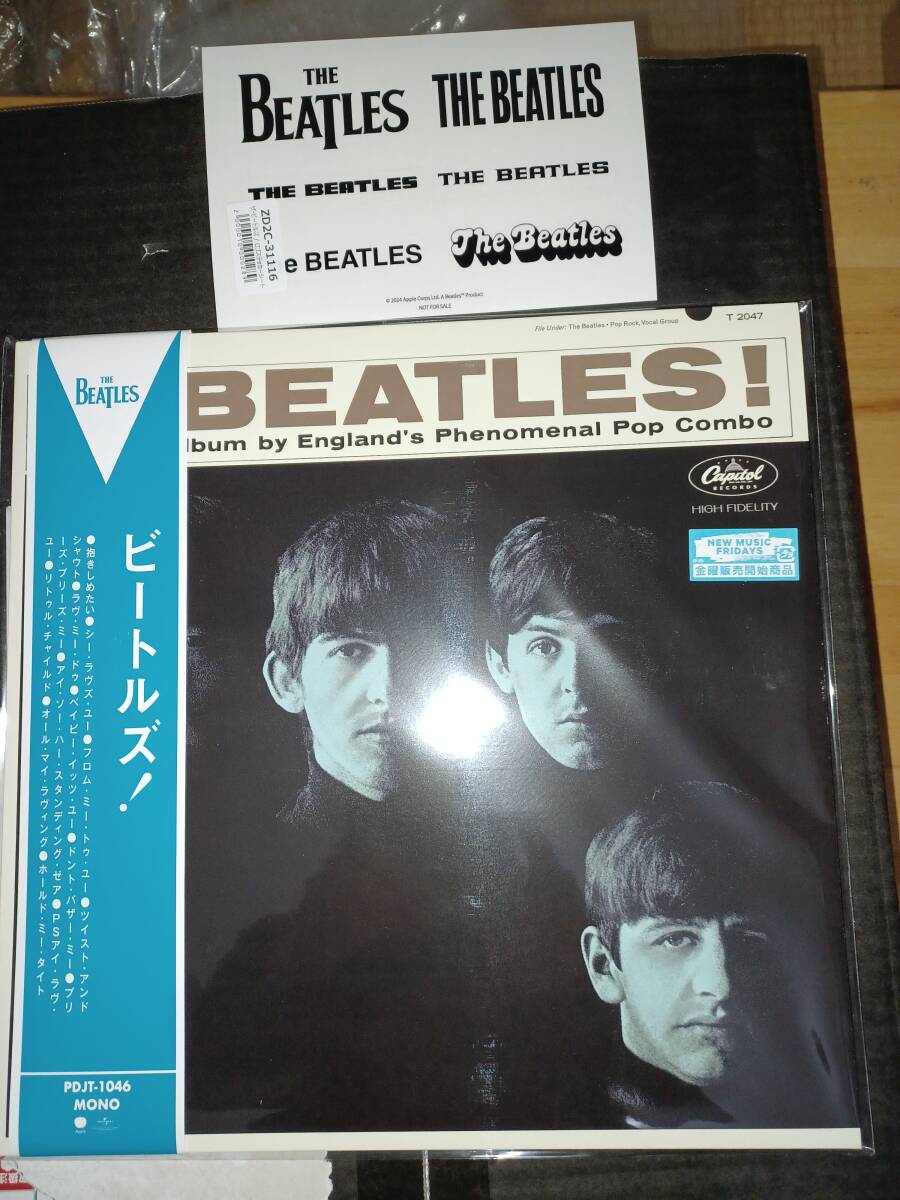 THE
BEATLES
THE BEATLES
THE BEATLES
THE BEATLES
e BEATLES
The Beatles
ZD2C-31116
© 2024 Apple Corps Ltd. A Beatles™ Product
NOT FOR SALE
File Under: The Beatles • Pop Rock, Vocal Group
T 2047
BEATLES!
lbum by England's Phenomenal Pop Combo
Capitol
RECORDS
HIGH FIDELITY
NEW MUSIC
FRIDAYS
金曜販売開始商品
THE
BEATLES
ビートルズ!
●抱きしめたい●シー・ラヴズ・ユー●フロム・ミー・トゥ・ユー●ツイスト・アンド
シャウト●ラヴ・ミー・ドゥ●ベイビー・イッツ・ユー●ドント・バザー・ミー●プリ
ーズ・プリーズ・ミー●アイ・ソー・ハー・スタンディング・ゼア●PSアイ・ラヴ・
ユー●リトゥル・チャイルド●オール・マイ・ラヴィング●ホールド・ミー・タイト
PDJT-1046
MONO